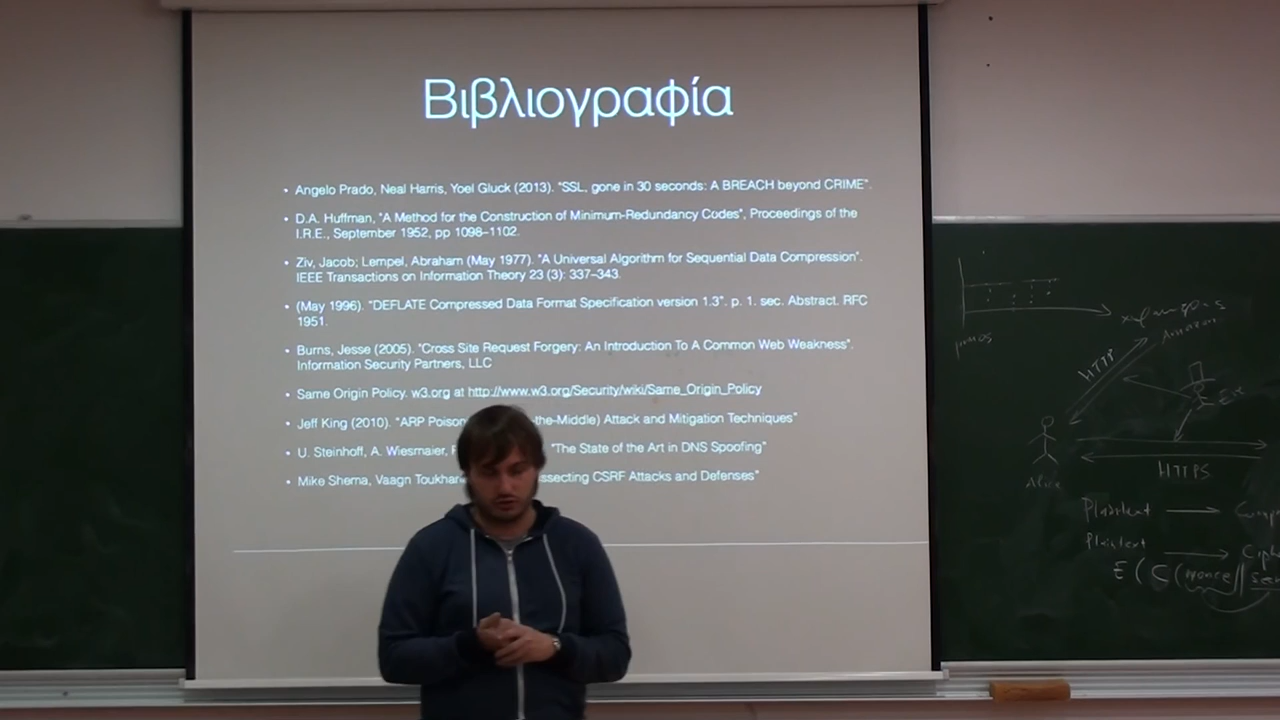 Βιβλιογραφία
• Angelo Prado, Neal Harris, Yoel Gluck (2013). "SSL, gone in 30 seconds: A BREACH beyond CRIME".
• D.A. Huffman, "A Method for the Construction of Minimum-Redundancy Codes", Proceedings of the
I.R.E., September 1952, pp 1098–1102.
• Ziv, Jacob; Lempel, Abraham (May 1977). "A Universal Algorithm for Sequential Data Compression".
IEEE Transactions on Information Theory 23 (3): 337–343.
• (May 1996). "DEFLATE Compressed Data Format Specification version 1.3". p. 1. sec. Abstract. RFC
1951.
• Burns, Jesse (2005). "Cross Site Request Forgery: An Introduction To A Common Web Weakness".
Information Security Partners, LLC
• Same Origin Policy. w3.org at http://www.w3.org/Security/wiki/Same_Origin_Policy
• Jeff King (2010). "ARP -the-Middle) Attack and Mitigation Techniques"
• U. Steinhoff, A. Wiesmaier, "The State of the Art in DNS Spoofing"
• Mike Shema, Vaagn CSRF Attacks and Defenses"
Amazon
HTTP
Eve
HTTPS
Alice
Plaintext
Plaintext
E ( C ( nonce ||